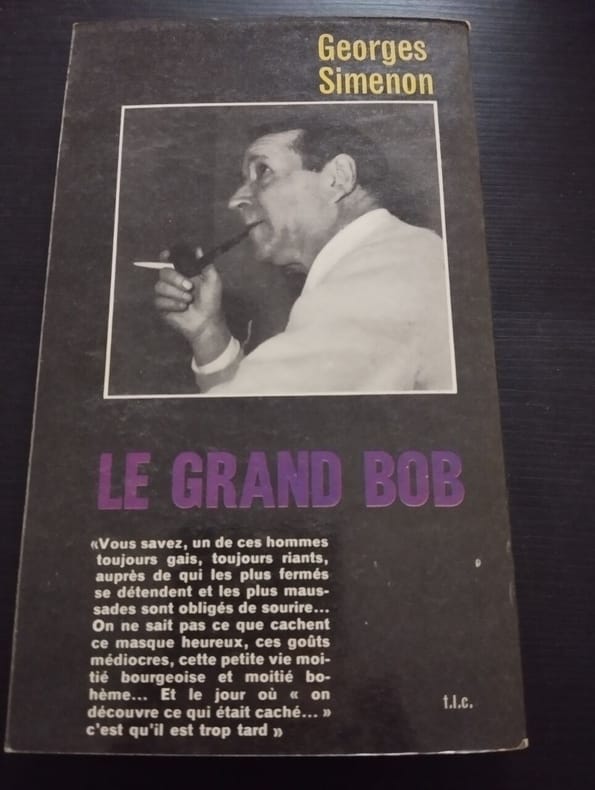 Georges
Simenon
LE GRAND BOB
«Vous savez, un de ces hommes
toujours gais, toujours riants,
auprès de qui les plus fermés
se détendent et les plus maus-
sades sont obligés de sourire...
On ne sait pas ce que cachent
ce masque heureux, ces goûts
médiocres, cette petite vie moi-
tié bourgeoise et moitié bo-
hème... Et le jour où « on
découvre ce qui était caché... »
c'est qu'il est trop tard »
t.l.c.